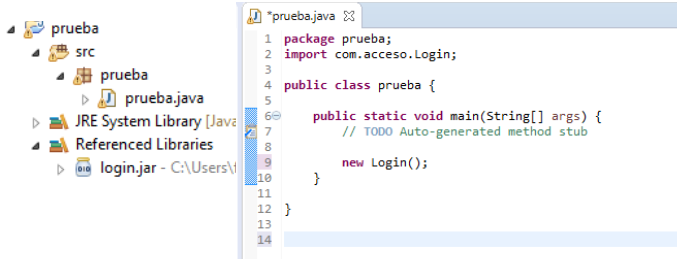 prueba
src
prueba
prueba.java
JRE System Library [Java
Referenced Libraries
login.jar - C:\Users\
*prueba.java
1 package prueba;
2 import com.acceso.Login;
3
4 public class prueba {
5
6 public static void main(String[] args) {
7 // TODO Auto-generated method stub
8
9 new Login();
10 }
11
12 }
13
14